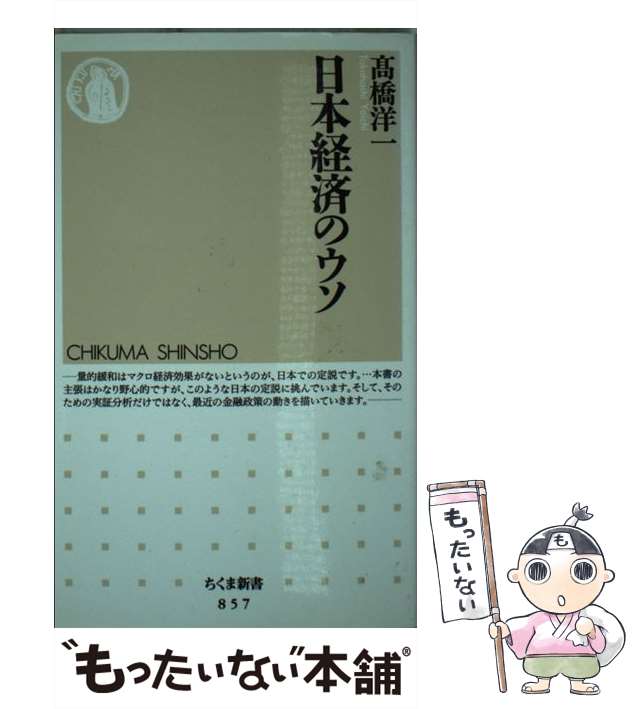 髙橋洋一
Takahashi Yoichi
日本経済のウソ
CHIKUMA SHINSHO
―量的緩和はマクロ経済効果がないというのが、日本での定説です。…本書の
主張はかなり野心的ですが、このような日本の定説に挑んでいます。そして、その
ための実証分析だけではなく、最近の金融政策の動きを描いていきます。―
ちくま新書
857
“もったいない”本舗®
もったいない
も